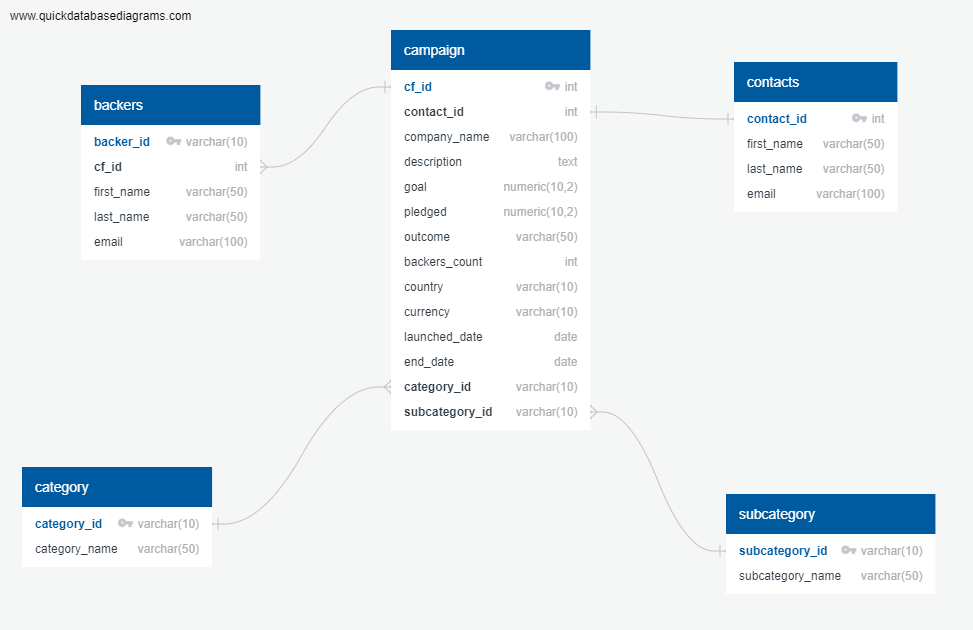 www.quickdatabasediagrams.com
campaign
cf_id int
contact_id int
company_name varchar(100)
description text
goal numeric(10,2)
pledged numeric(10,2)
outcome varchar(50)
backers_count int
country varchar(10)
currency varchar(10)
launched_date date
end_date date
category_id varchar(10)
subcategory_id varchar(10)
contacts
contact_id int
first_name varchar(50)
last_name varchar(50)
email varchar(100)
backers
backer_id varchar(10)
cf_id int
first_name varchar(50)
last_name varchar(50)
email varchar(100)
category
category_id varchar(10)
category_name varchar(50)
subcategory
subcategory_id varchar(10)
subcategory_name varchar(50)